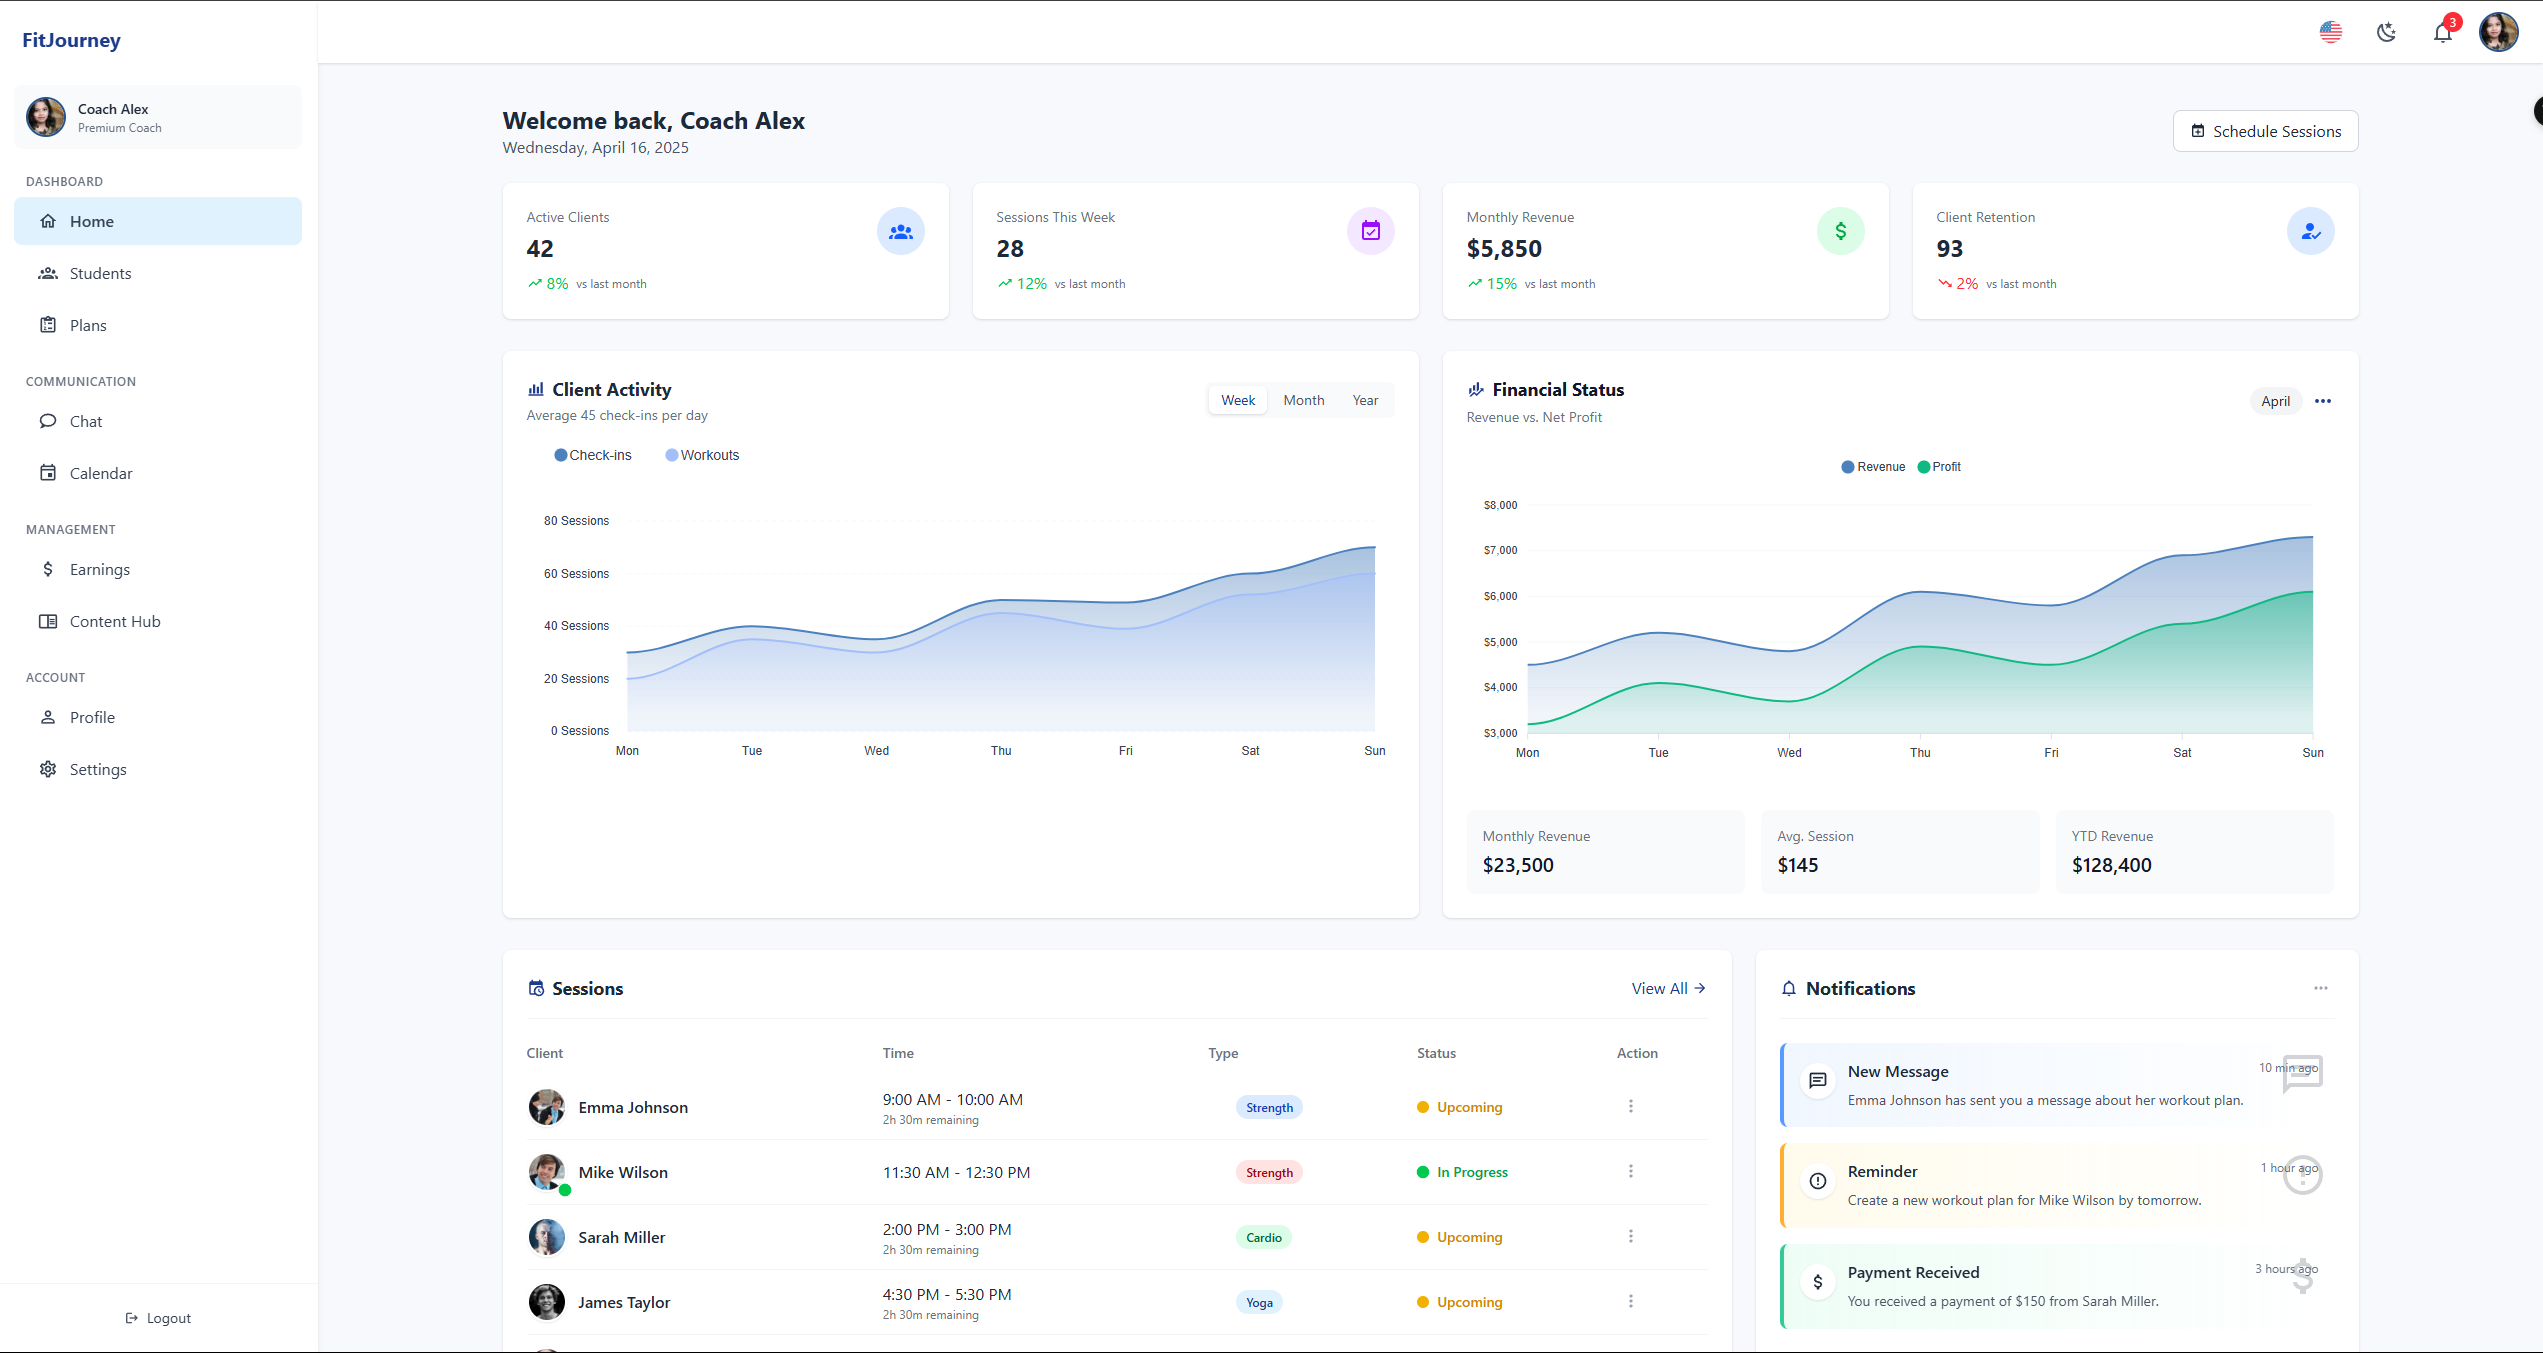 FitJourney
3
Coach Alex
Premium Coach
DASHBOARD
Home
Students
Plans
COMMUNICATION
Chat
Calendar
MANAGEMENT
Earnings
Content Hub
ACCOUNT
Profile
Settings
Logout
Welcome back, Coach Alex
Wednesday, April 16, 2025
Schedule Sessions
Active Clients
42
8% vs last month
Sessions This Week
28
12% vs last month
Monthly Revenue
$5,850
15% vs last month
Client Retention
93
2% vs last month
Client Activity
Average 45 check-ins per day
Week Month Year
Check-ins Workouts
80 Sessions
60 Sessions
40 Sessions
20 Sessions
0 Sessions
Mon Tue Wed Thu Fri Sat Sun
Financial Status
Revenue vs. Net Profit
April
Revenue Profit
$8,000
$7,000
$6,000
$5,000
$4,000
$3,000
Mon Tue Wed Thu Fri Sat Sun
Monthly Revenue
$23,500
Avg. Session
$145
YTD Revenue
$128,400
Sessions
View All
Client Time Type Status Action
Emma Johnson 9:00 AM - 10:00 AM Strength Upcoming
2h 30m remaining
Mike Wilson 11:30 AM - 12:30 PM Strength In Progress
Sarah Miller 2:00 PM - 3:00 PM Cardio Upcoming
2h 30m remaining
James Taylor 4:30 PM - 5:30 PM Yoga Upcoming
2h 30m remaining
Notifications
New Message 10 min ago
Emma Johnson has sent you a message about her workout plan.
Reminder 1 hour ago
Create a new workout plan for Mike Wilson by tomorrow.
Payment Received 3 hours ago
You received a payment of $150 from Sarah Miller.